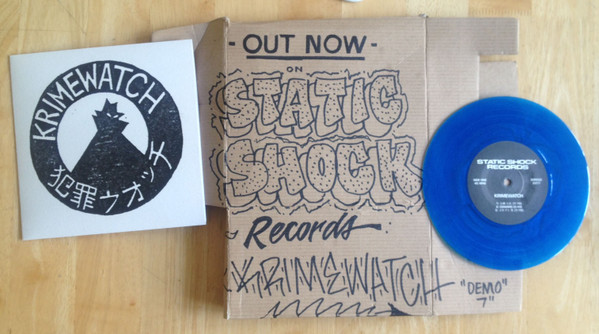 KRIMEWATCH
犯罪ウオッチ
- OUT NOW -
ON
STATIC
SHOCK
Records
KRIMEWATCH
"DEMO"
7"
STATIC SHOCK
RECORDS
KRIMEWATCH